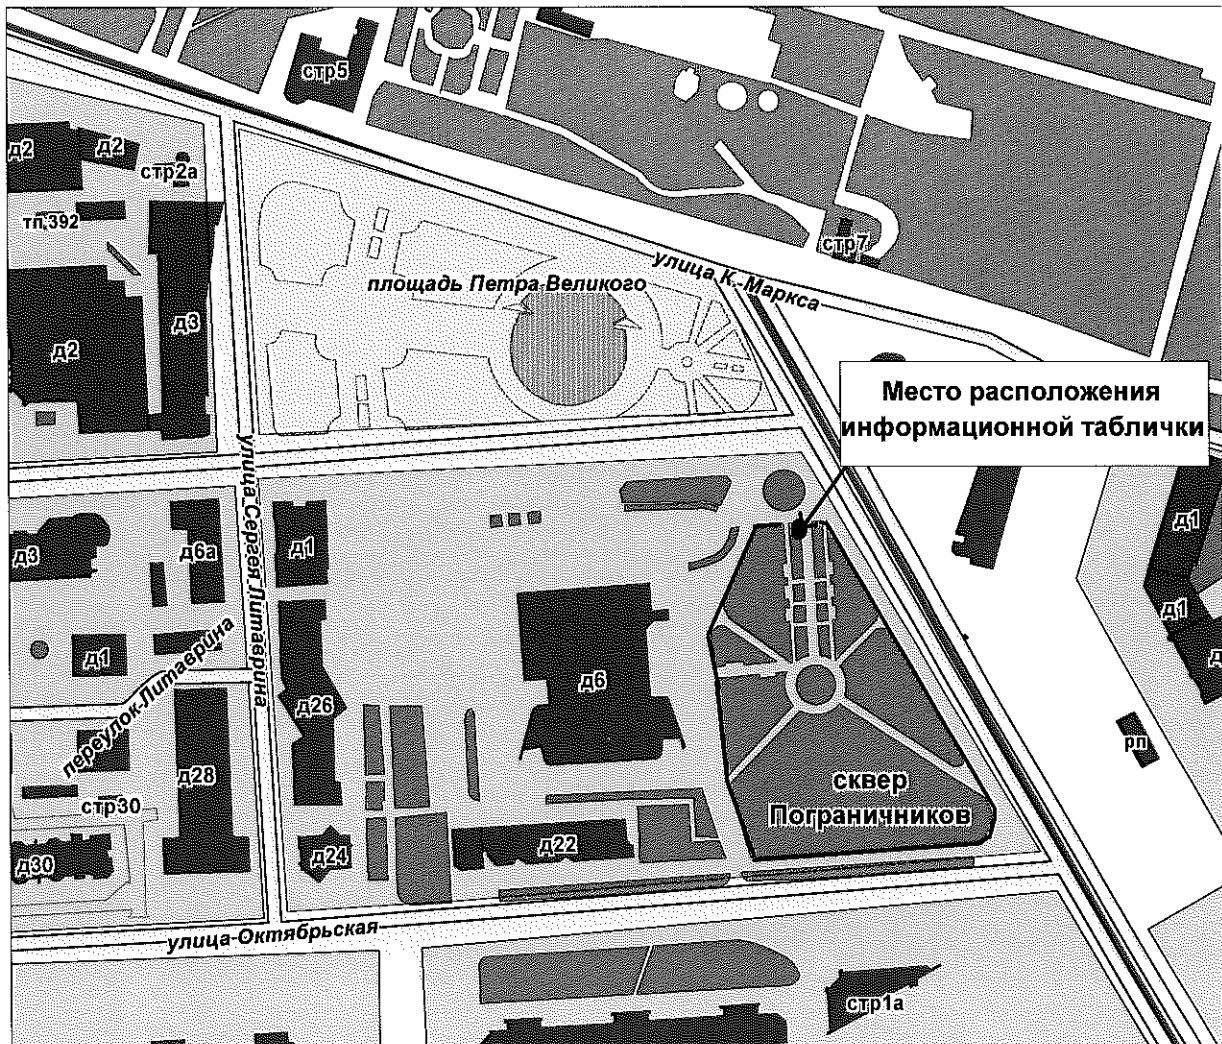 стр5
д2
д2
стр2а
тп,392
стр7
улица К. Маркса
площадь Петра Великого
д3
д2
Место расположения
информационной таблички
улица Сергея Литаврина
д3
д6а
д1
д1
д1
д1
переулок Литаврина
д6
д26
рп
д28
стр30
сквер
Пограничников
д30
д24
д22
улица Октябрьская
стр1а